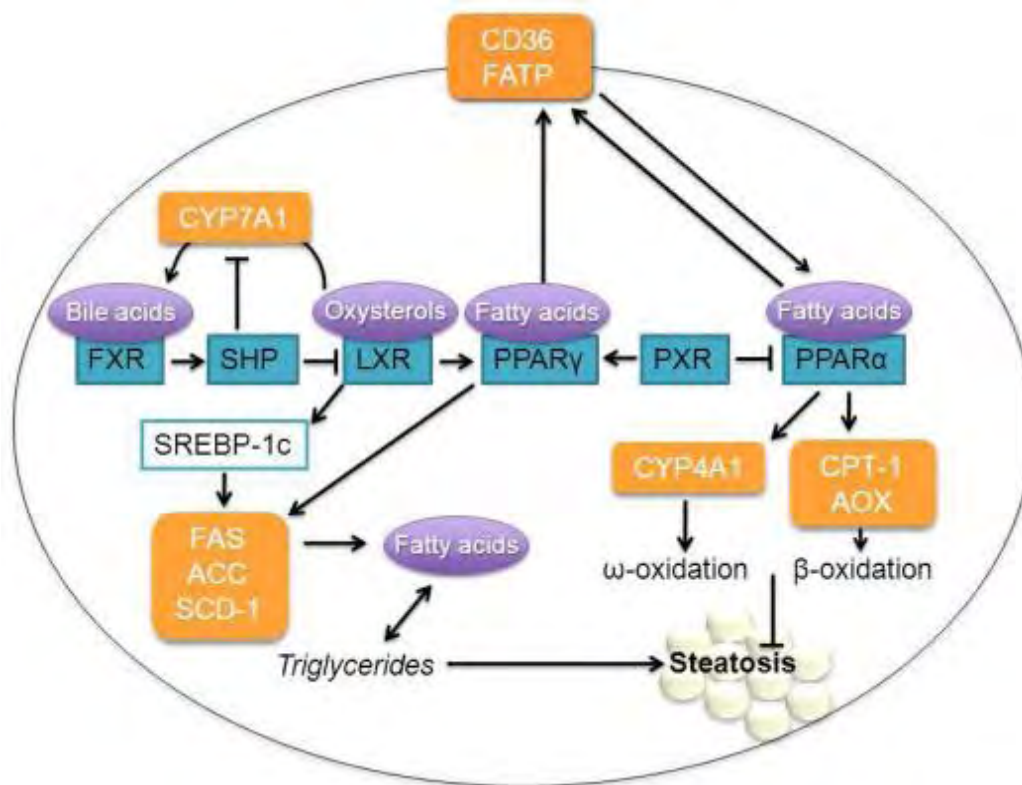 CD36
FATP
CYP7A1
Bile acids
Oxysterols
Fatty acids
Fatty acids
FXR
SHP
LXR
PPARγ
PXR
PPARα
SREBP-1c
CYP4A1
CPT-1
AOX
FAS
ACC
SCD-1
Fatty acids
ω-oxidation
β-oxidation
Triglycerides
Steatosis